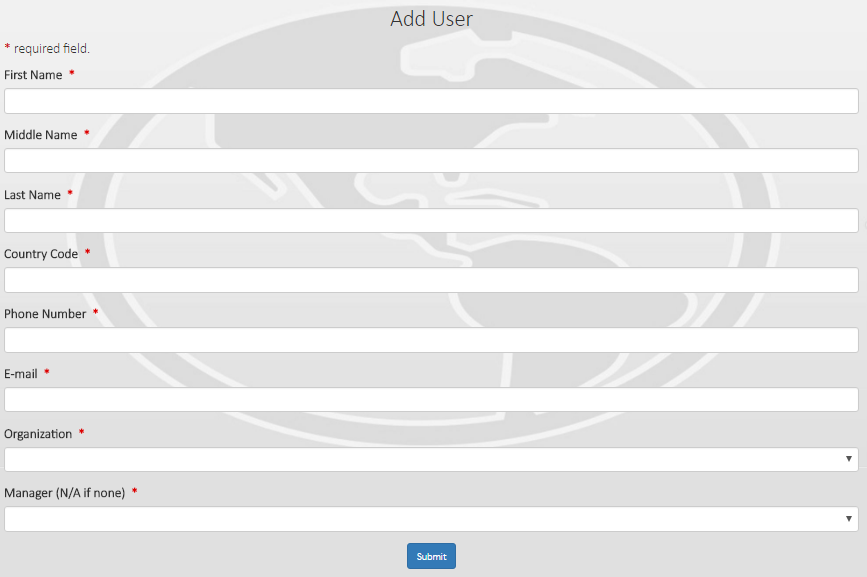 Add User
* required field.
First Name *
Middle Name *
Last Name *
Country Code *
Phone Number *
E-mail *
Organization *
Manager (N/A if none) *
Submit